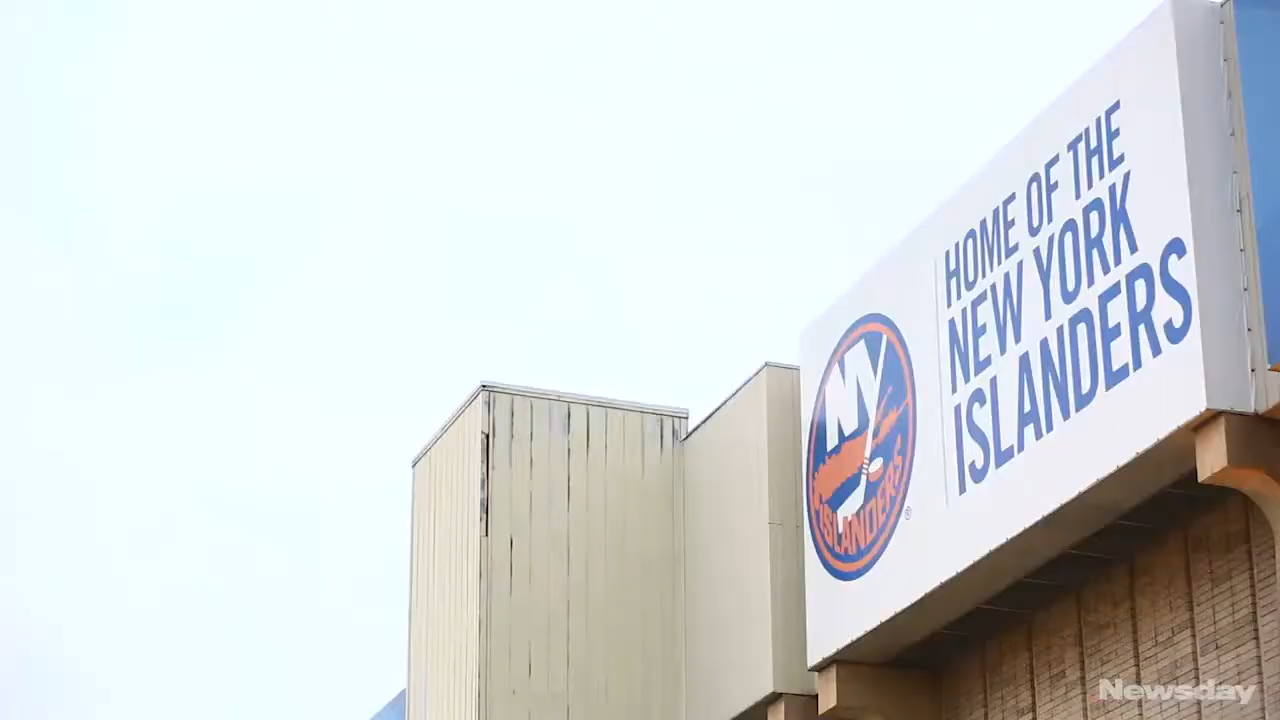 HOME OF THE
NEW YORK
ISLANDERS
NY
ISLANDERS
®
Newsday